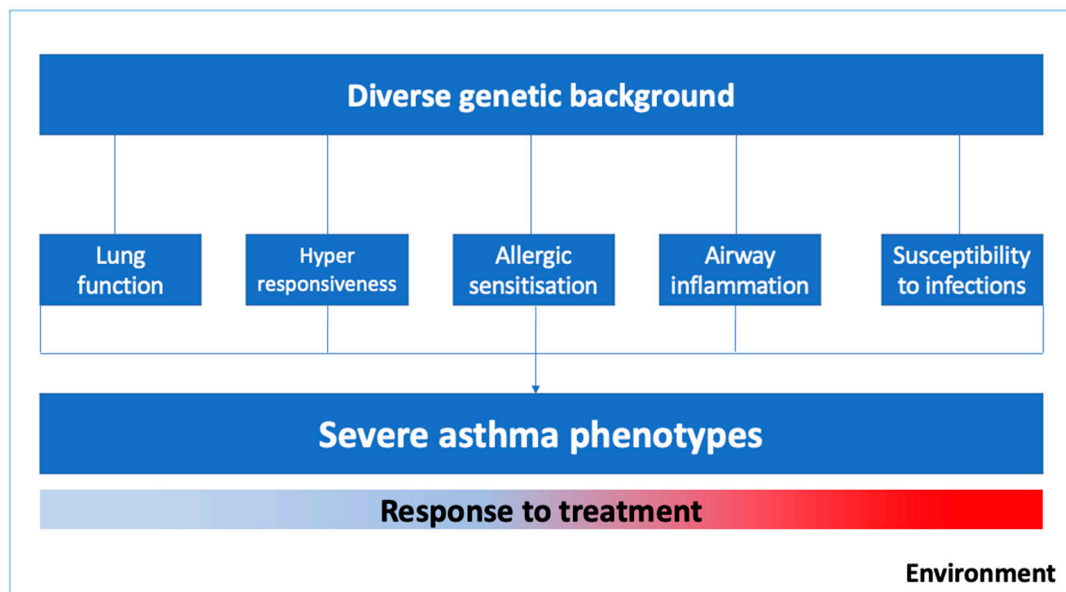 Diverse genetic background
Lung
function
Hyper
responsiveness
Allergic
sensitisation
Airway
inflammation
Susceptibility
to infections
Severe asthma phenotypes
Response to treatment
Environment